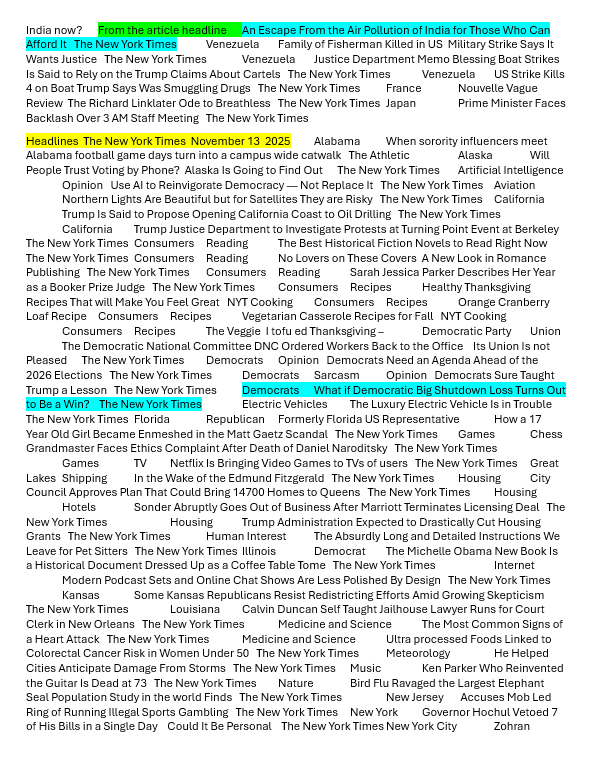 India now? From the article headline An Escape From the Air Pollution of India for Those Who Can
Afford It The New York Times Venezuela Family of Fisherman Killed in US Military Strike Says It
Wants Justice The New York Times Venezuela Justice Department Memo Blessing Boat Strikes
Is Said to Rely on the Trump Claims About Cartels The New York Times Venezuela US Strike Kills
4 on Boat Trump Says Was Smuggling Drugs The New York Times France Nouvelle Vague
Review The Richard Linklater Ode to Breathless The New York Times Japan Prime Minister Faces
Backlash Over 3 AM Staff Meeting The New York Times
Headlines The New York Times November 13 2025 Alabama When sorority influencers meet
Alabama football game days turn into a campus wide catwalk The Athletic Alaska Will
People Trust Voting by Phone? Alaska Is Going to Find Out The New York Times Artificial Intelligence
Opinion Use AI to Reinvigorate Democracy — Not Replace It The New York Times Aviation
Northern Lights Are Beautiful but for Satellites They are Risky The New York Times California
Trump Is Said to Propose Opening California Coast to Oil Drilling The New York Times
California Trump Justice Department to Investigate Protests at Turning Point Event at Berkeley
The New York Times Consumers Reading The Best Historical Fiction Novels to Read Right Now
The New York Times Consumers Reading No Lovers on These Covers A New Look in Romance
Publishing The New York Times Consumers Reading Sarah Jessica Parker Describes Her Year
as a Booker Prize Judge The New York Times Consumers Recipes Healthy Thanksgiving
Recipes That will Make You Feel Great NYT Cooking Consumers Recipes Orange Cranberry
Loaf Recipe Consumers Recipes Vegetarian Casserole Recipes for Fall NYT Cooking
Consumers Recipes The Veggie I tofu ed Thanksgiving – Democratic Party Union
The Democratic National Committee DNC Ordered Workers Back to the Office Its Union Is not
Pleased The New York Times Democrats Opinion Democrats Need an Agenda Ahead of the
2026 Elections The New York Times Democrats Sarcasm Opinion Democrats Sure Taught
Trump a Lesson The New York Times Democrats What if Democratic Big Shutdown Loss Turns Out
to Be a Win? The New York Times Electric Vehicles The Luxury Electric Vehicle Is in Trouble
The New York Times Florida Republican Formerly Florida US Representative How a 17
Year Old Girl Became Enmeshed in the Matt Gaetz Scandal The New York Times Games Chess
Grandmaster Faces Ethics Complaint After Death of Daniel Naroditsky The New York Times
Games TV Netflix Is Bringing Video Games to TVs of users The New York Times Great
Lakes Shipping In the Wake of the Edmund Fitzgerald The New York Times Housing City
Council Approves Plan That Could Bring 14700 Homes to Queens The New York Times Housing
Hotels Sonder Abruptly Goes Out of Business After Marriott Terminates Licensing Deal The
New York Times Housing Trump Administration Expected to Drastically Cut Housing
Grants The New York Times Human Interest The Absurdly Long and Detailed Instructions We
Leave for Pet Sitters The New York Times Illinois Democrat The Michelle Obama New Book Is
a Historical Document Dressed Up as a Coffee Table Tome The New York Times Internet
Modern Podcast Sets and Online Chat Shows Are Less Polished By Design The New York Times
Kansas Some Kansas Republicans Resist Redistricting Efforts Amid Growing Skepticism
The New York Times Louisiana Calvin Duncan Self Taught Jailhouse Lawyer Runs for Court
Clerk in New Orleans The New York Times Medicine and Science The Most Common Signs of
a Heart Attack The New York Times Medicine and Science Ultra processed Foods Linked to
Colorectal Cancer Risk in Women Under 50 The New York Times Meteorology He Helped
Cities Anticipate Damage From Storms The New York Times Music Ken Parker Who Reinvented
the Guitar Is Dead at 73 The New York Times Nature Bird Flu Ravaged the Largest Elephant
Seal Population Study in the world Finds The New York Times New Jersey Accuses Mob Led
Ring of Running Illegal Sports Gambling The New York Times New York Governor Hochul Vetoed 7
of His Bills in a Single Day Could It Be Personal The New York Times New York City Zohran